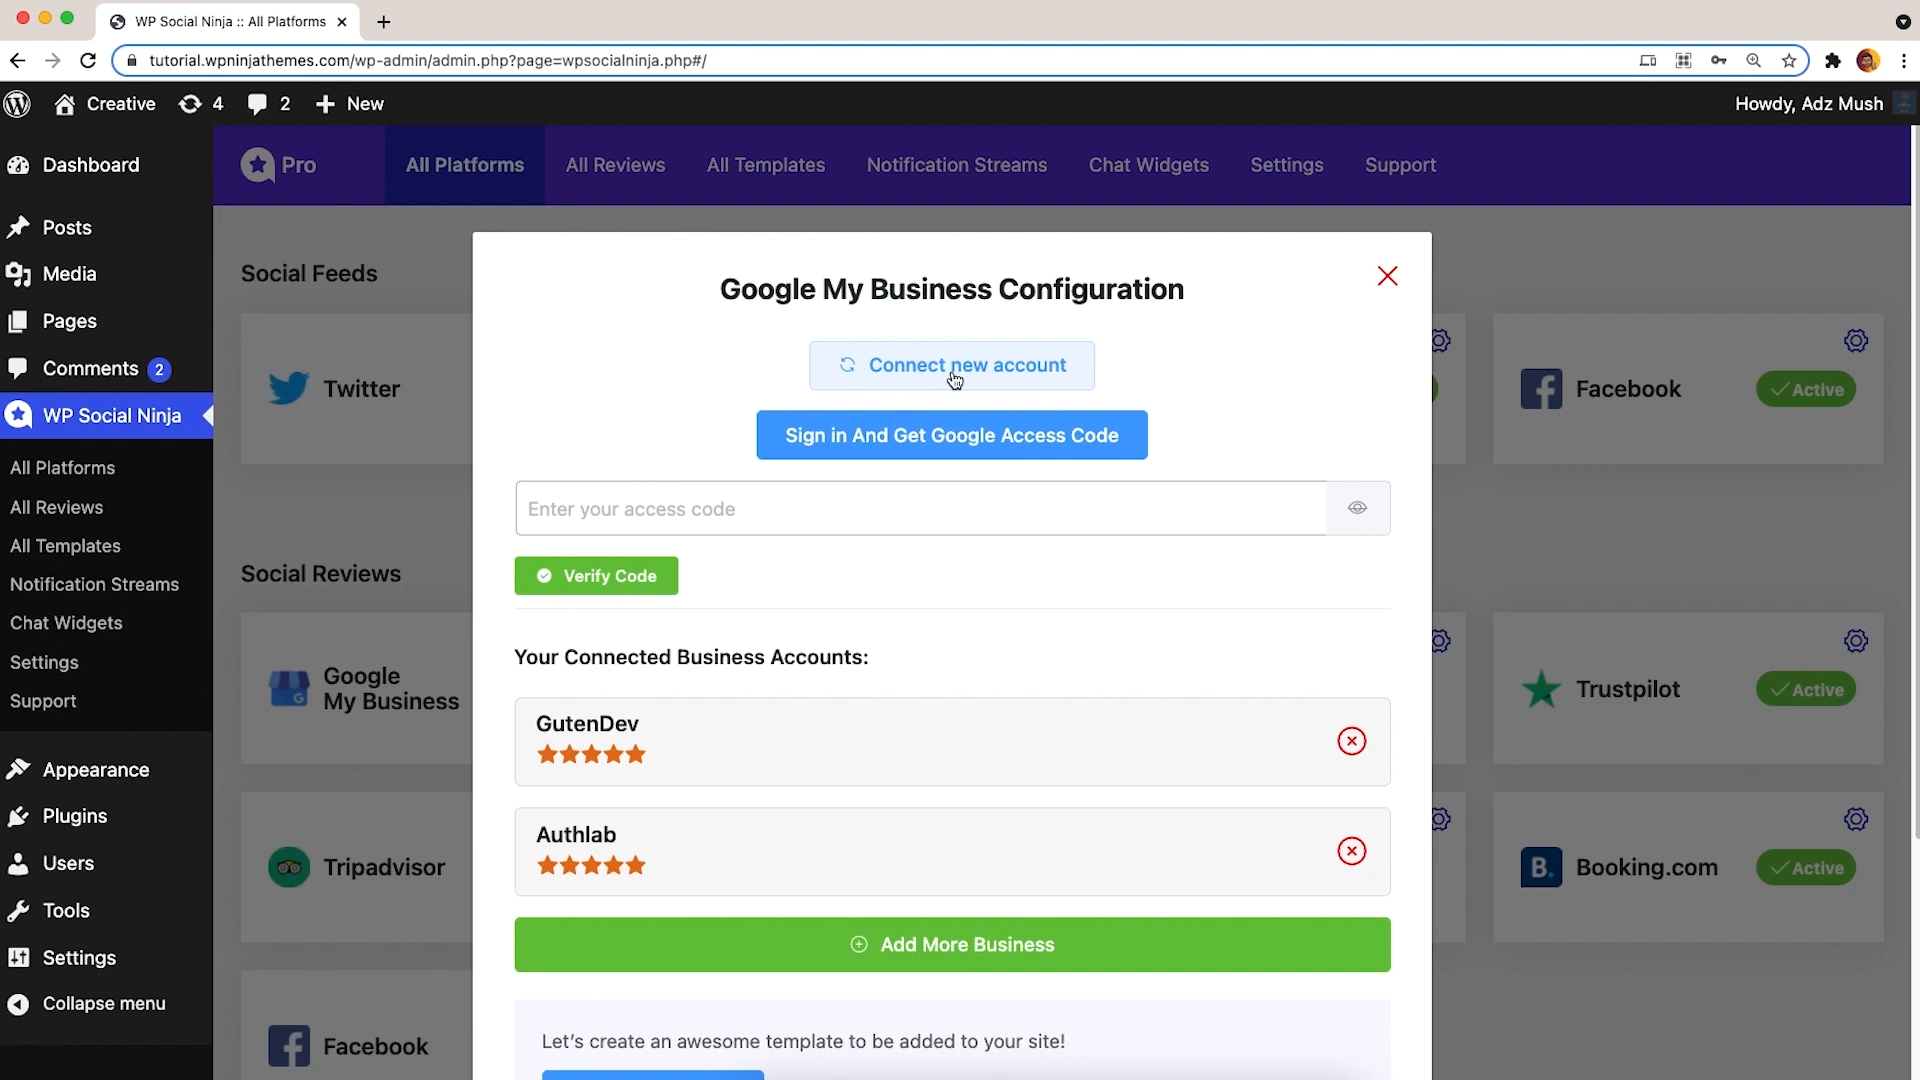 WP Social Ninja :: All Platforms
tutorial.wpninjathemes.com/wp-admin/admin.php?page=wpsocialninja.php#/
Creative
4
2
New
Howdy, Adz Mush
Dashboard
Posts
Media
Pages
Comments 2
WP Social Ninja
All Platforms
All Reviews
All Templates
Notification Streams
Chat Widgets
Settings
Support
Appearance
Plugins
Users
Tools
Settings
Collapse menu
Pro
All Platforms
All Reviews
All Templates
Notification Streams
Chat Widgets
Settings
Support
Social Feeds
Twitter
Facebook
Active
Social Reviews
Google
My Business
Trustpilot
Active
Tripadvisor
Booking.com
Active
Facebook
Google My Business Configuration
Connect new account
Sign in And Get Google Access Code
Enter your access code
Verify Code
Your Connected Business Accounts:
GutenDev
Authlab
Add More Business
Let's create an awesome template to be added to your site!